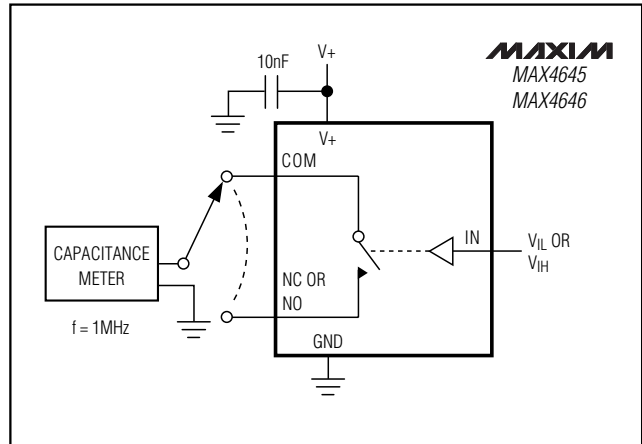 10nF
V+
MAXIM
MAX4645
MAX4646
V+
COM
IN
VIL OR
VIH
CAPACITANCE
METER
NC OR
NO
f = 1MHz
GND